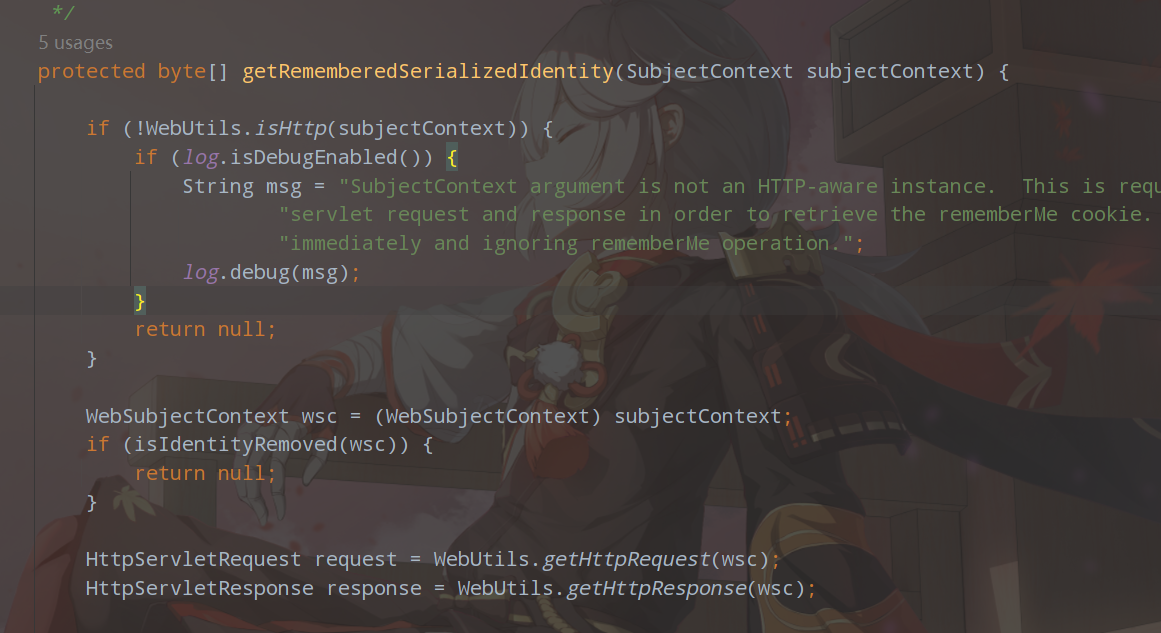 */
5 usages
protected byte[] getRememberedSerializedIdentity(SubjectContext subjectContext) {
if (!WebUtils.isHttp(subjectContext)) {
if (log.isDebugEnabled()) {
String msg = "SubjectContext argument is not an HTTP-aware instance.  This is requ
"servlet request and response in order to retrieve the rememberMe cookie.
"immediately and ignoring rememberMe operation.";
log.debug(msg);
}
return null;
}
WebSubjectContext wsc = (WebSubjectContext) subjectContext;
if (isIdentityRemoved(wsc)) {
return null;
}
HttpServletRequest request = WebUtils.getHttpRequest(wsc);
HttpServletResponse response = WebUtils.getHttpResponse(wsc);